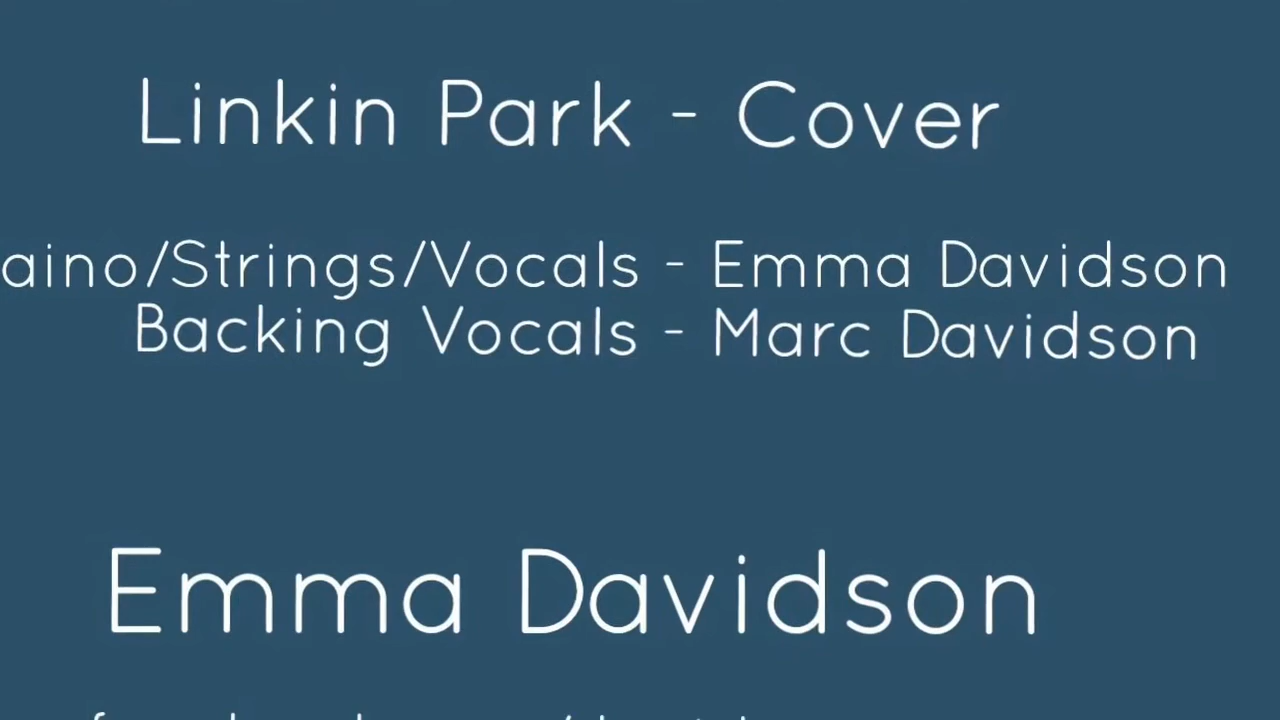 Linkin Park - Cover
aino/Strings/Vocals - Emma Davidson
Backing Vocals - Marc Davidson
Emma Davidson